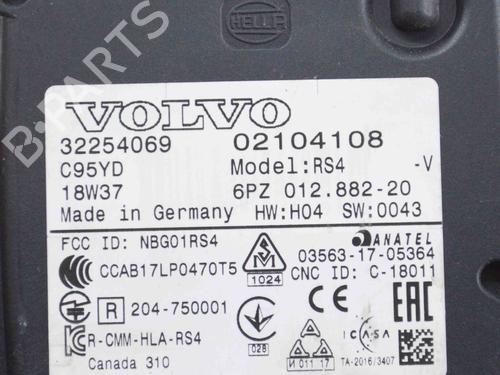 HELLA
VOLVO
32254069 02104108
C95YD Model:RS4 -V
18W37 6PZ 012.882-20
Made in Germany HW:H04 SW:0043
FCC ID: NBG01RS4 ANATEL
CCAB17LP0470T5 03563-17-05364
1024 CNC ID: C-18011
R 204-750001 EAC
R-CMM-HLA-RS4 028 И 011 17 ICASA
Canada 310 TA-2016/3407
B-PARTS